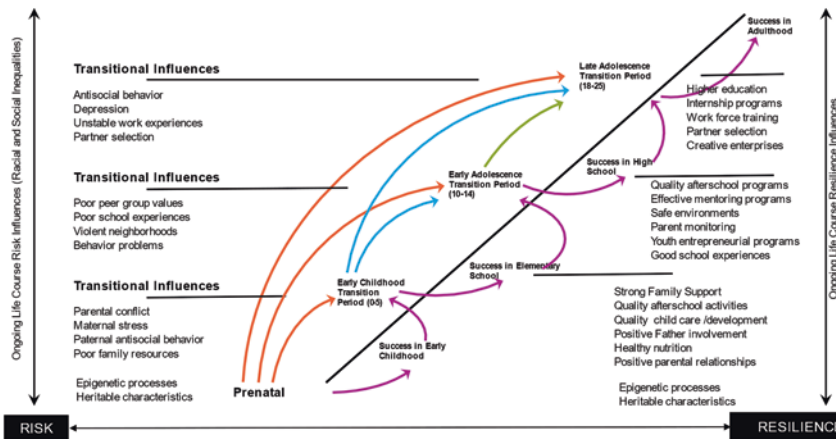 Ongoing Life Course Risk Influences (Racial and Social Inequalities)
Transitional Influences
Antisocial behavior
Depression
Unstable work experiences
Partner selection
Transitional Influences
Poor peer group values
Poor school experiences
Violent neighborhoods
Behavior problems
Transitional Influences
Parental conflict
Maternal stress
Paternal antisocial behavior
Poor family resources
Epigenetic processes
Heritable characteristics
Prenatal
Early Childhood
Transition
Period (0-5)
Early Adolescence
Transition Period
(10-14)
Late Adolescence
Transition Period
(18-25)
Success in Early
Childhood
Success in Elementary
School
Success in High
School
Success in
Adulthood
Higher education
Internship programs
Work force training
Partner selection
Creative enterprises
Quality afterschool programs
Effective mentoring programs
Safe environments
Parent monitoring
Youth entrepreneurial programs
Good school experiences
Strong Family Support
Quality afterschool activities
Quality child care /development
Positive Father involvement
Healthy nutrition
Positive parental relationships
Epigenetic processes
Heritable characteristics
Ongoing Life Course Resilience Influences
RISK
RESILIENCE